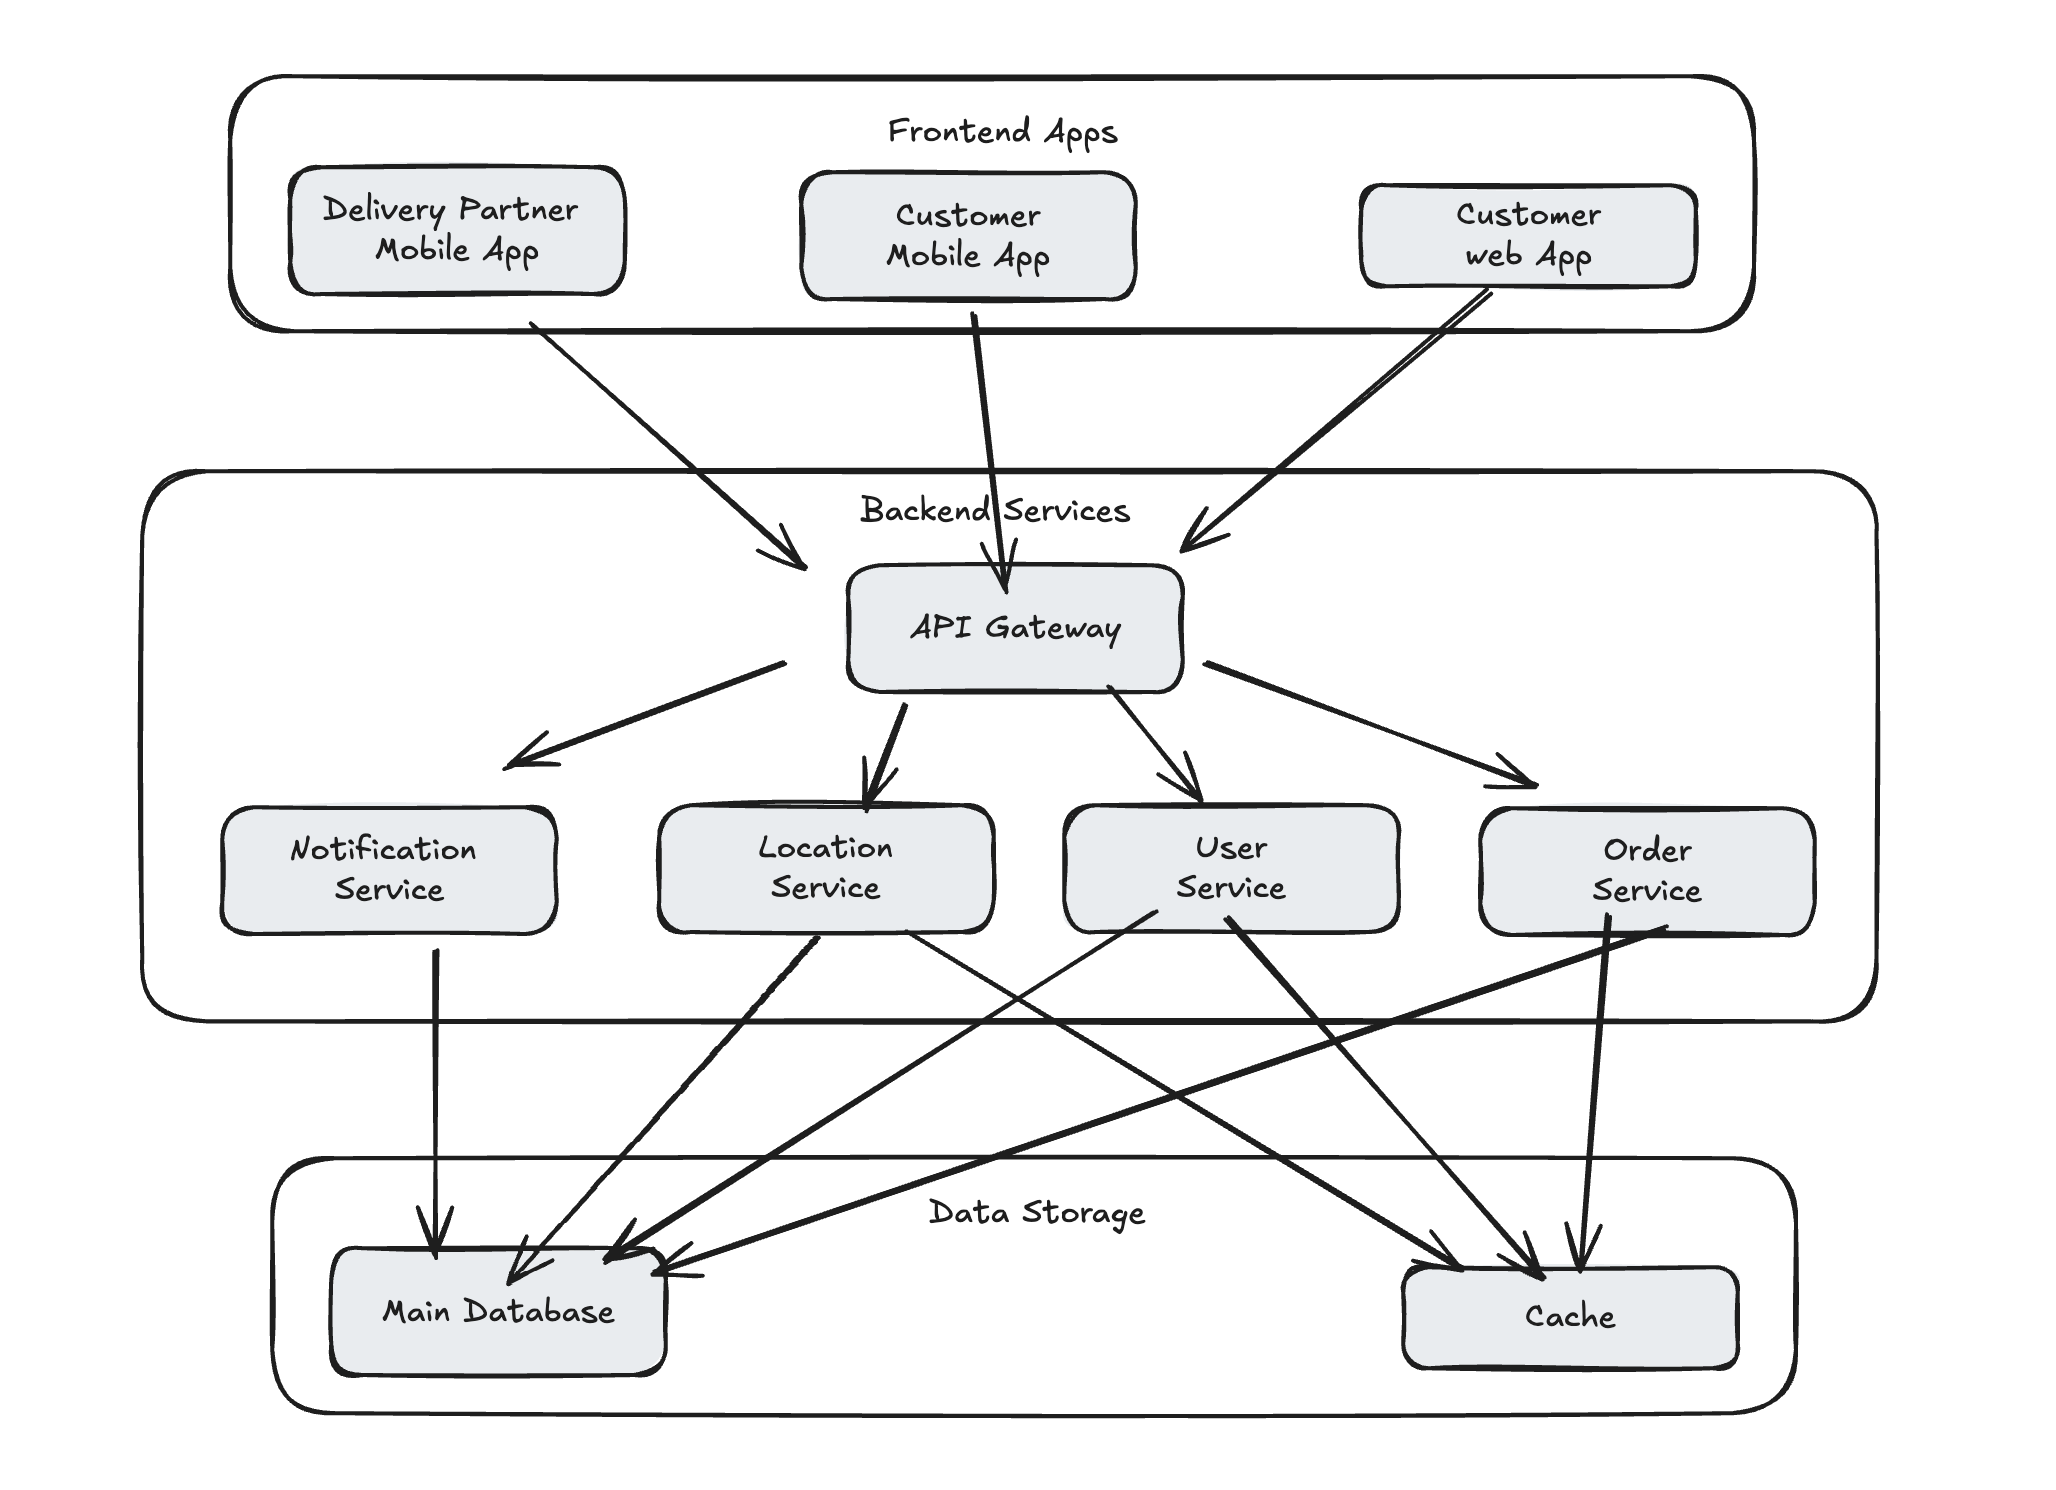 Frontend Apps
Delivery Partner
Mobile App
Customer
Mobile App
Customer
web App
Backend Services
API Gateway
Notification
Service
Location
Service
User
Service
Order
Service
Data Storage
Main Database
Cache